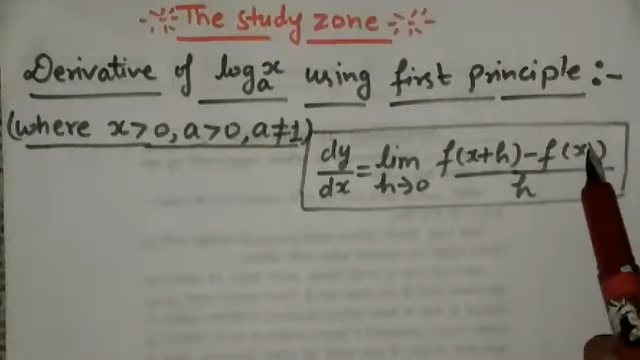 The study zone
Derivative of logₐx using first principle :-
(where x>0, a>0, a≠1)
dy/dx = lim h→0 f(x+h)-f(x)/h